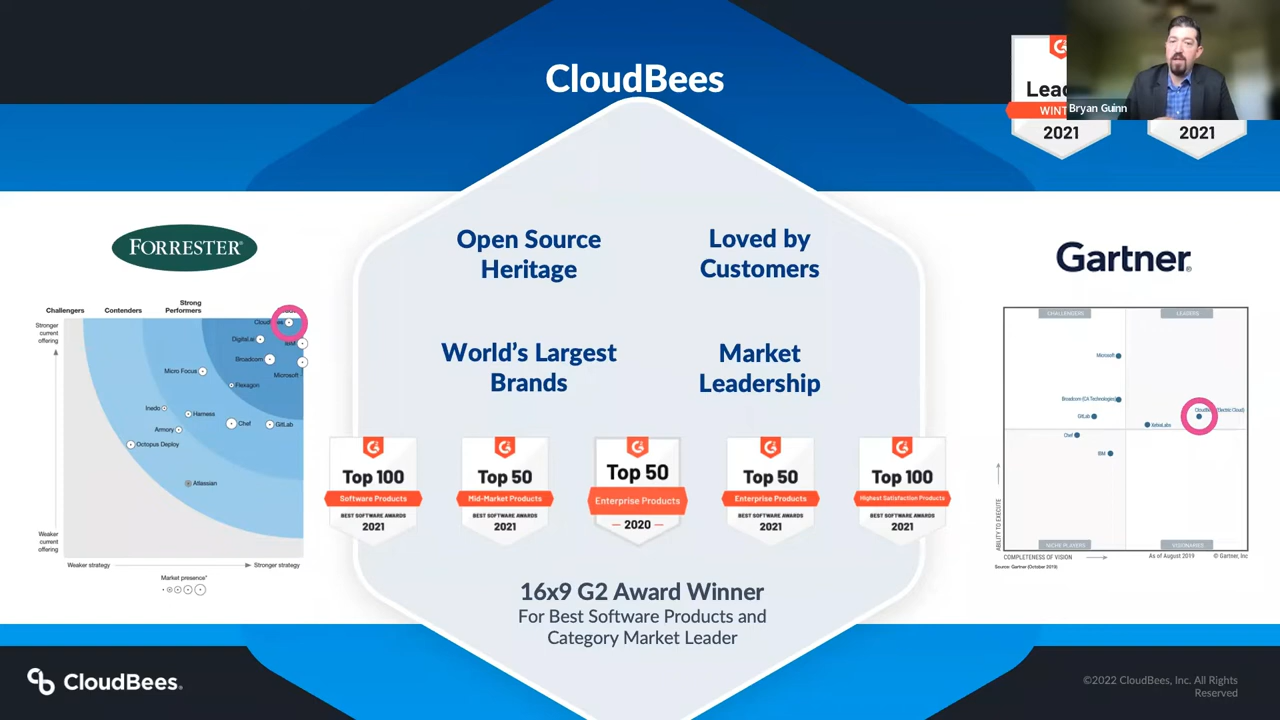 CloudBees
Lead
WINT
2021
2021
Bryan Guinn
FORRESTER®
Challengers
Contenders
Strong
Performers
Stronger
current
offering
DigitalAi
Broadcom
Micro Focus
Microsoft
Flexagon
Inedo
Harness
Armory
Chef
GitLab
Octopus Deploy
Atlassian
Weaker
current
offering
Weaker strategy
Stronger strategy
Market presence*
Open Source
Heritage
Loved by
Customers
World's Largest
Brands
Market
Leadership
Top 100
Software Products
BEST SOFTWARE AWARDS
2021
Top 50
Mid-Market Products
BEST SOFTWARE AWARDS
2021
Top 50
Enterprise Products
2020
Top 50
Enterprise Products
BEST SOFTWARE AWARDS
2021
Top 100
Highest Satisfaction Products
BEST SOFTWARE AWARDS
2021
16x9 G2 Award Winner
For Best Software Products and
Category Market Leader
Gartner®
CHALLENGERS
LEADERS
Microsoft
Broadcom (CA Technologies)
GitLab
XebiaLabs
Chef
IBM
NICHE PLAYERS
VISIONARIES
ABILITY TO EXECUTE
COMPLETENESS OF VISION
As of August 2019
© Gartner, Inc
Source: Gartner (October 2019)
CloudBees®
©2022 CloudBees, Inc. All Rights
Reserved